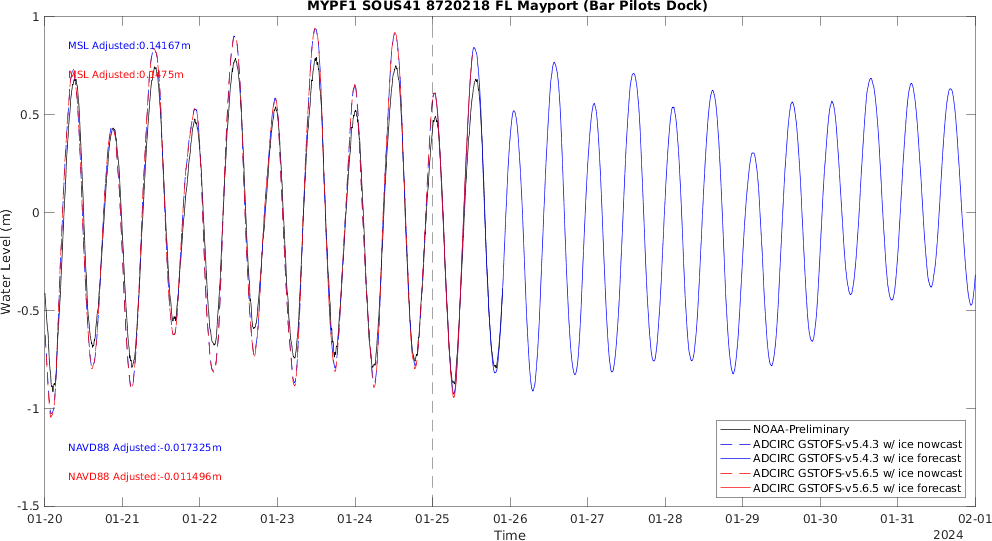 MYPF1 SOUS41 8720218 FL Mayport (Bar Pilots Dock)
MSL Adjusted:0.14167m
MSL Adjusted:0.1475m
Water Level (m)
1
0.5
0
-0.5
-1
-1.5
NAVD88 Adjusted:-0.017325m
NAVD88 Adjusted:-0.011496m
NOAA-Preliminary
ADCIRC GSTOFS-v5.4.3 w/ ice nowcast
ADCIRC GSTOFS-v5.4.3 w/ ice forecast
ADCIRC GSTOFS-v5.6.5 w/ ice nowcast
ADCIRC GSTOFS-v5.6.5 w/ ice forecast
01-20 01-21 01-22 01-23 01-24 01-25 01-26 01-27 01-28 01-29 01-30 01-31 02-01
Time
2024